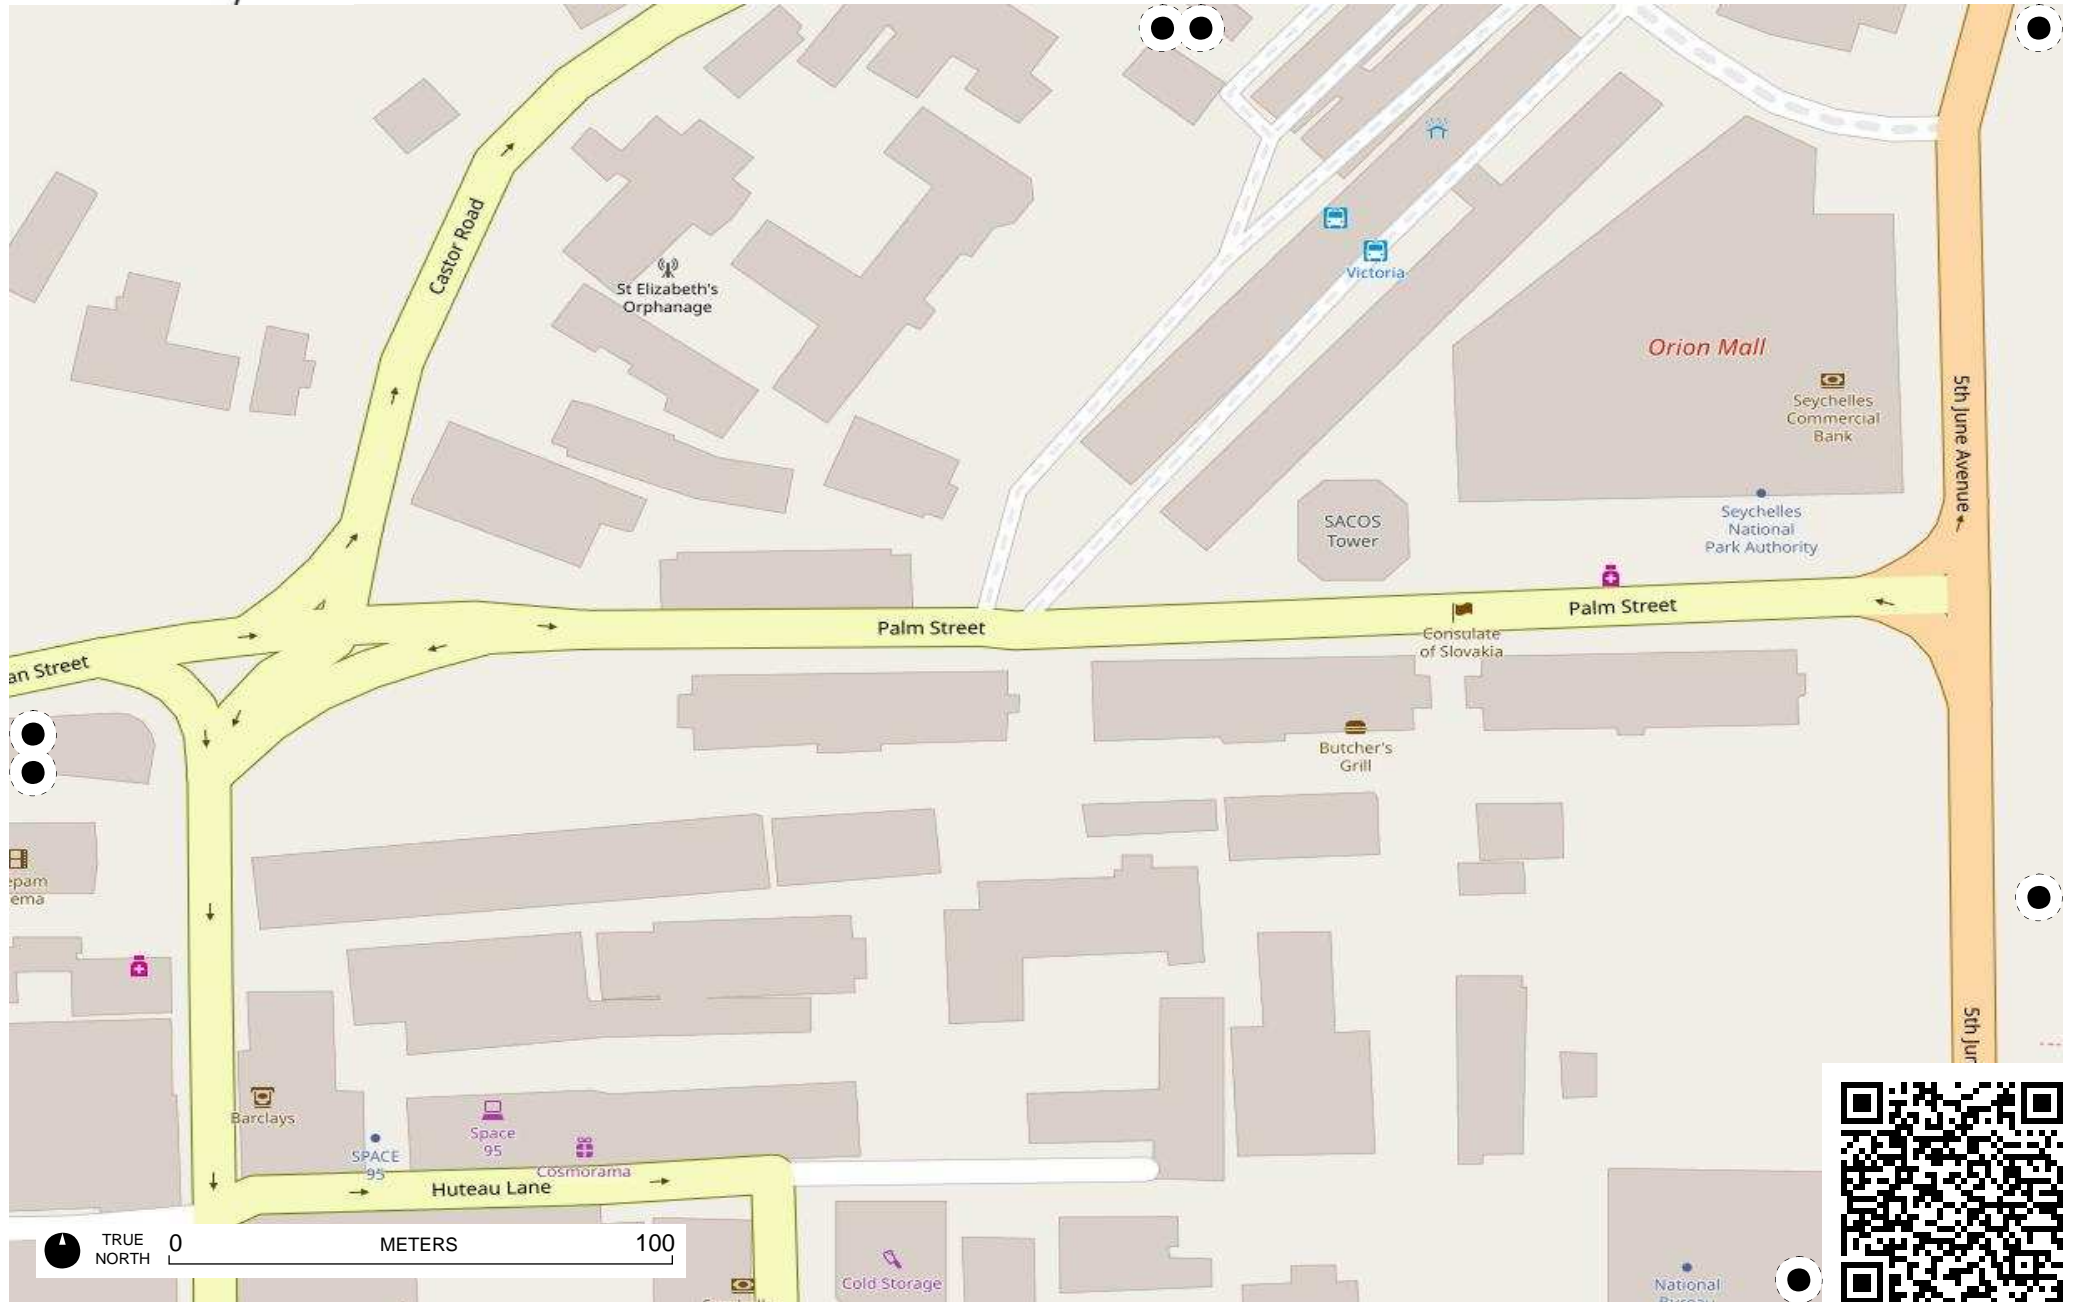 Castor Road
St Elizabeth's
Orphanage
Victoria
Orion Mall
Seychelles
Commercial
Bank
5th June Avenue
SACOS
Tower
Seychelles
National
Park Authority
Palm Street
Palm Street
Consulate
of Slovakia
an Street
Butcher's
Grill
epam
ema
5th Jun
Barclays
SPACE
95
Space
95
Cosmorama
Huteau Lane
TRUE
NORTH
0
METERS
100
Cold Storage
National